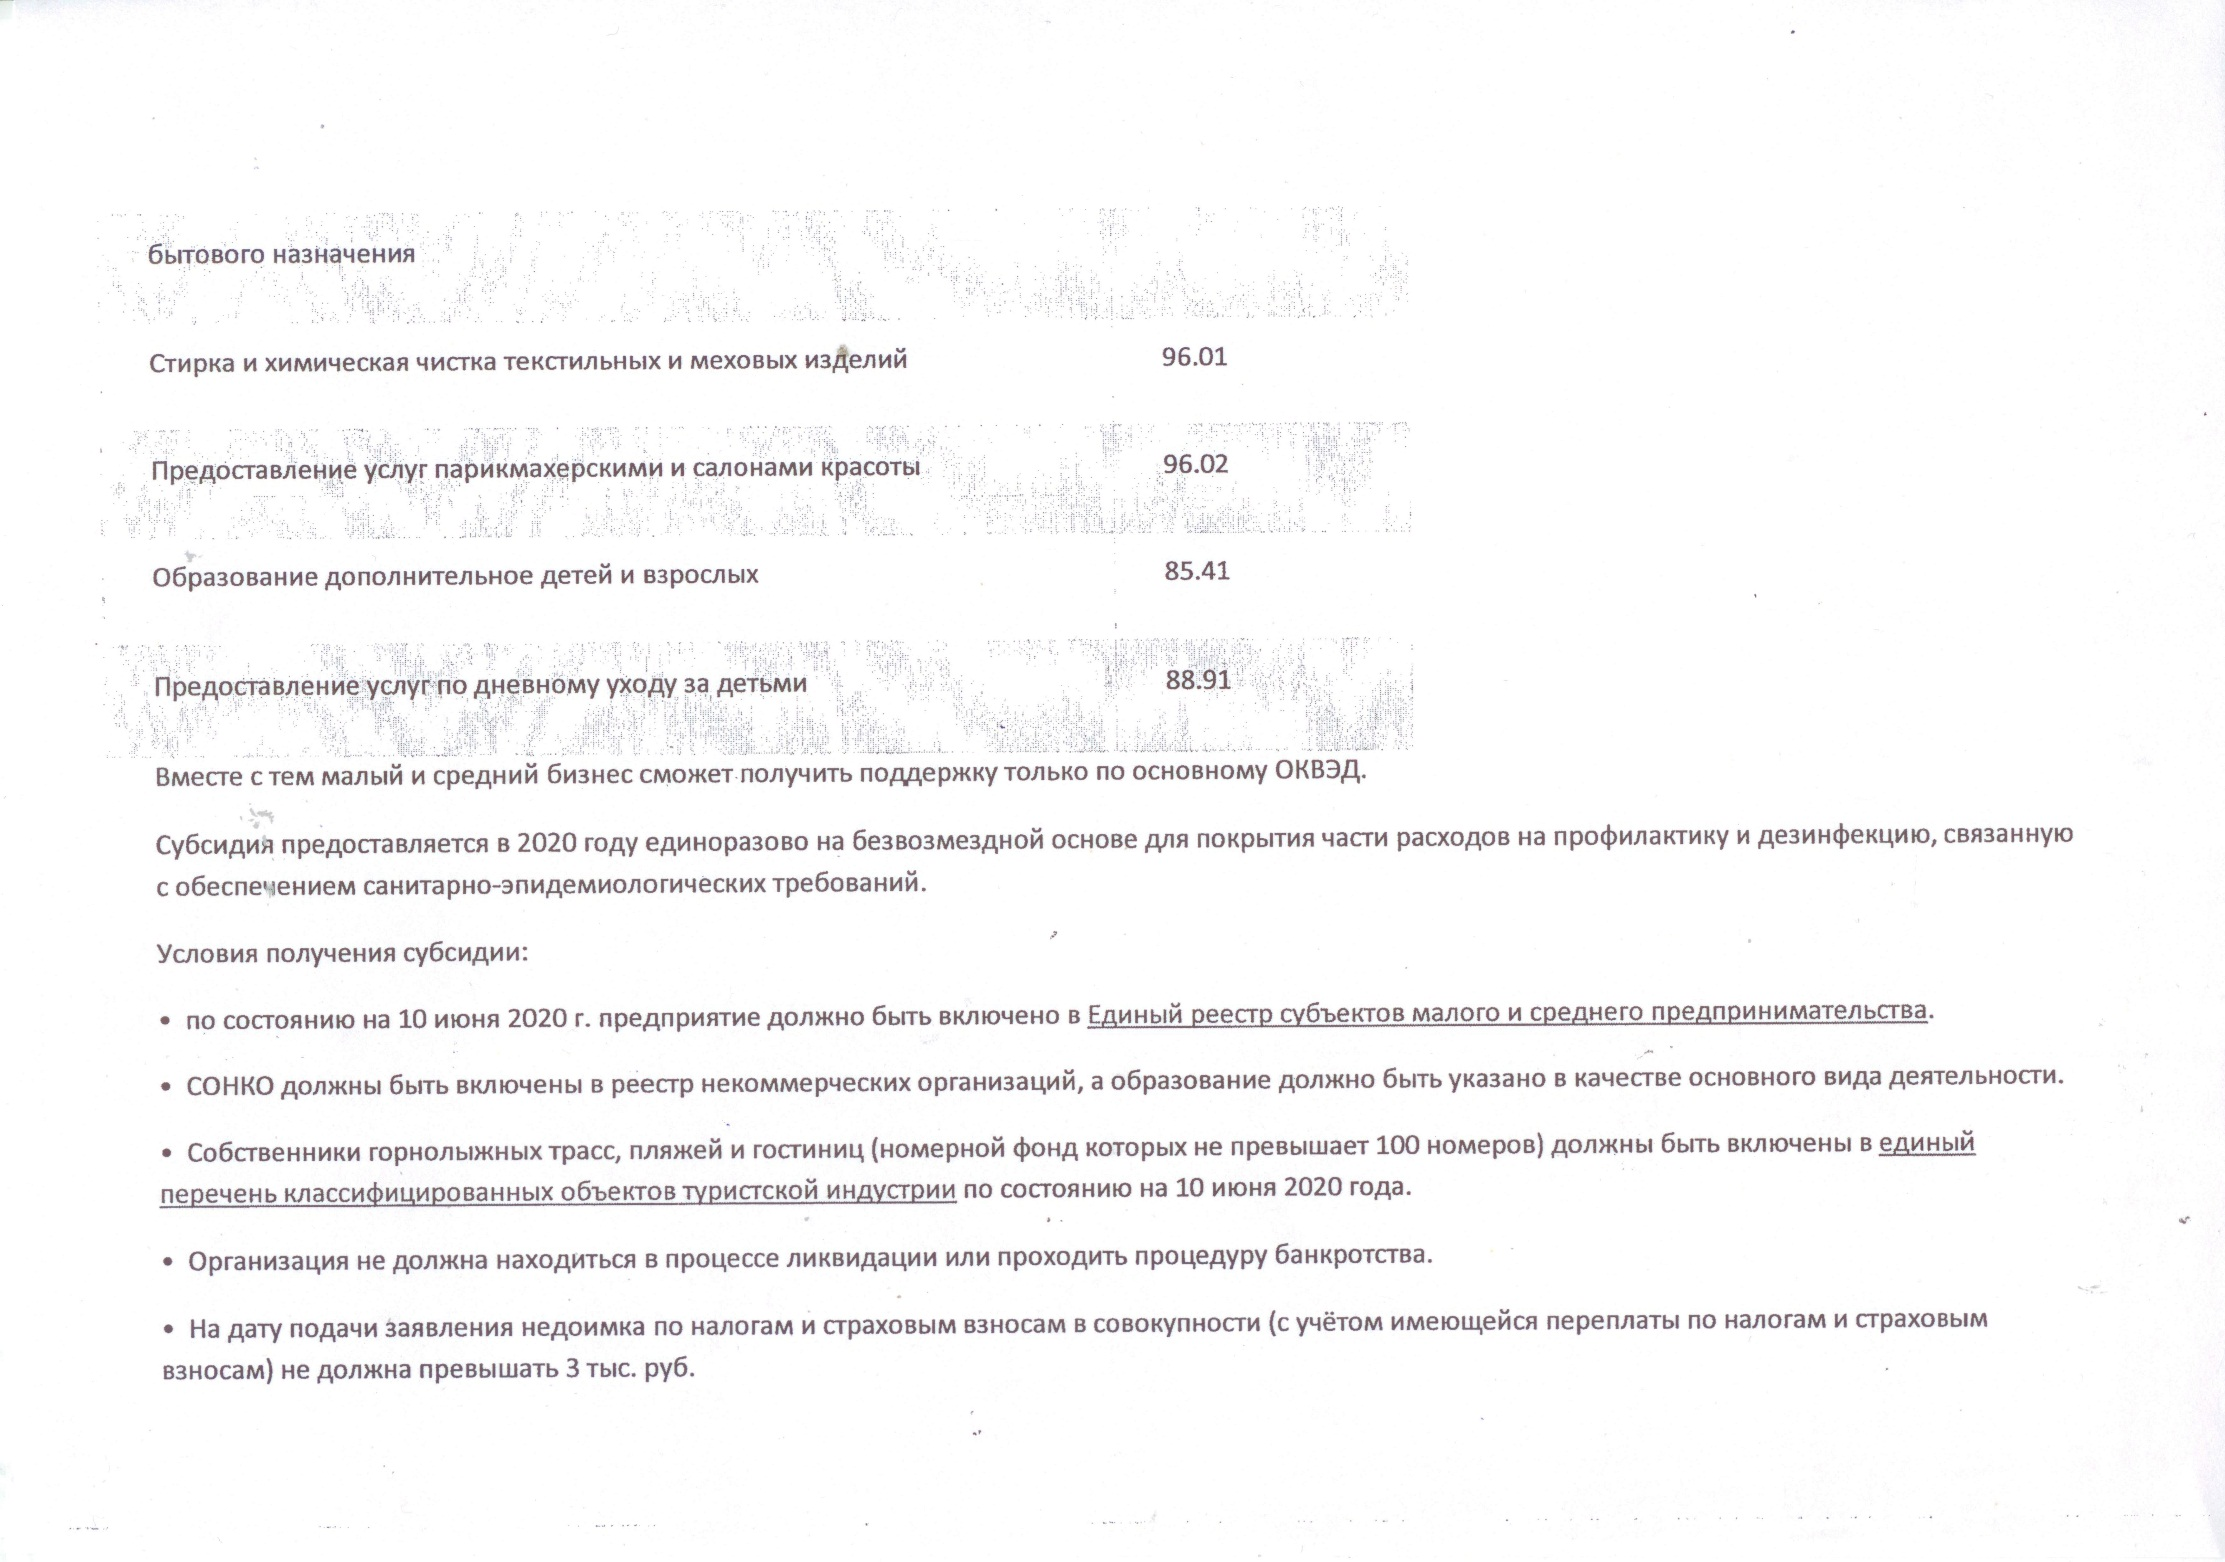 бытового назначения
Стирка и химическая чистка текстильных и меховых изделий 96.01
Предоставление услуг парикмахерскими и салонами красоты 96.02
Образование дополнительное детей и взрослых 85.41
Предоставление услуг по дневному уходу за детьми 88.91
Вместе с тем малый и средний бизнес сможет получить поддержку только по основному ОКВЭД.
Субсидия предоставляется в 2020 году единоразово на безвозмездной основе для покрытия части расходов на профилактику и дезинфекцию, связанную
с обеспечением санитарно-эпидемиологических требований.
Условия получения субсидии:
• по состоянию на 10 июня 2020 г. предприятие должно быть включено в Единый реестр субъектов малого и среднего предпринимательства.
• СОНКО должны быть включены в реестр некоммерческих организаций, а образование должно быть указано в качестве основного вида деятельности.
• Собственники горнолыжных трасс, пляжей и гостиниц (номерной фонд которых не превышает 100 номеров) должны быть включены в единый
перечень классифицированных объектов туристской индустрии по состоянию на 10 июня 2020 года.
• Организация не должна находиться в процессе ликвидации или проходить процедуру банкротства.
• На дату подачи заявления недоимка по налогам и страховым взносам в совокупности (с учётом имеющейся переплаты по налогам и страховым
взносам) не должна превышать 3 тыс. руб.